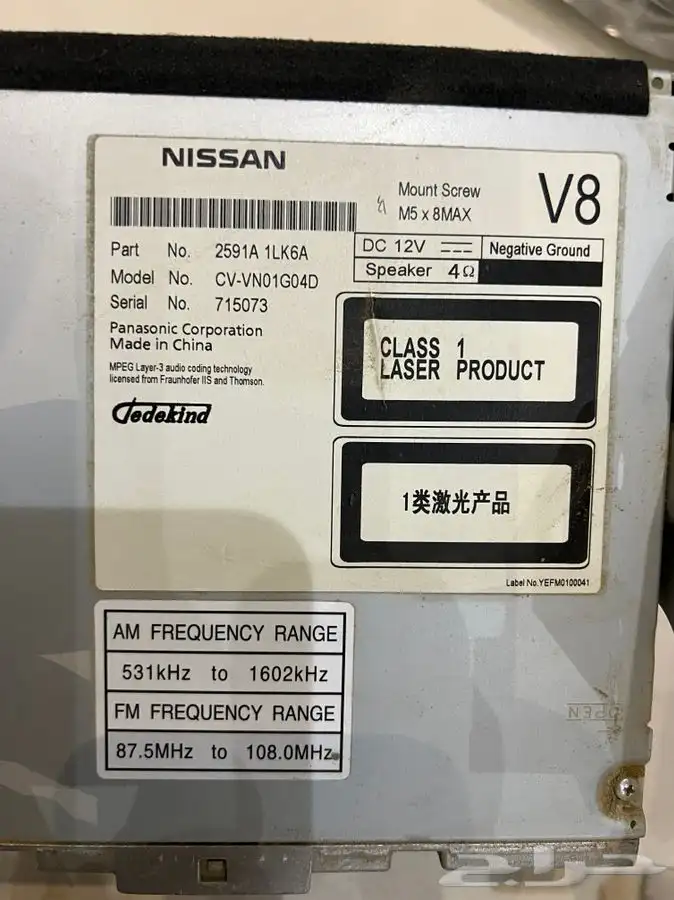 NISSAN
V8
Mount Screw
M5 x 8MAX
Part No. 2591A 1LK6A
Model No. CV-VN01G04D
Serial No. 715073
DC 12V Negative Ground
Speaker 4Ω
Panasonic Corporation
Made in China
MPEG Layer-3 audio coding technology
licensed from Fraunhofer IIS and Thomson.
Dedekind
CLASS 1
LASER PRODUCT
1类激光产品
Label No.YEFM0100041
AM FREQUENCY RANGE
531kHz to 1602kHz
FM FREQUENCY RANGE
87.5MHz to 108.0MHz
OPEN
حراج